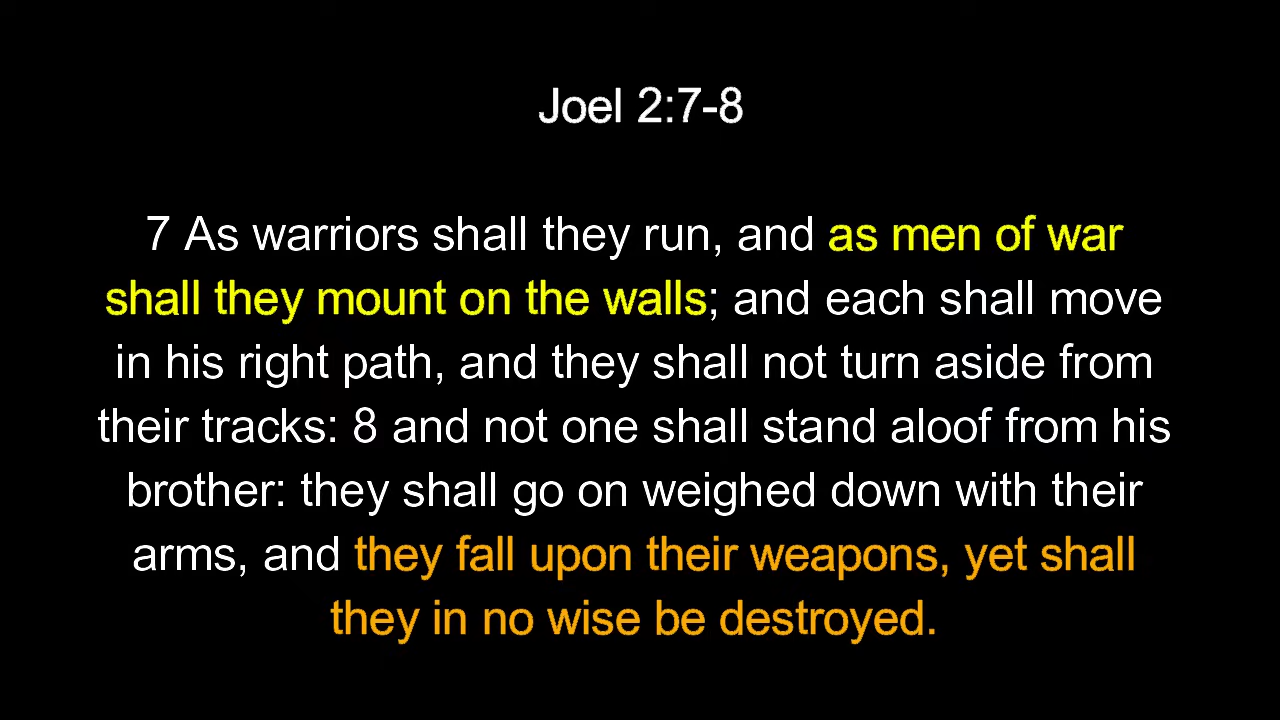 Joel 2:7-8
7 As warriors shall they run, and as men of war
shall they mount on the walls; and each shall move
in his right path, and they shall not turn aside from
their tracks: 8 and not one shall stand aloof from his
brother: they shall go on weighed down with their
arms, and they fall upon their weapons, yet shall
they in no wise be destroyed.